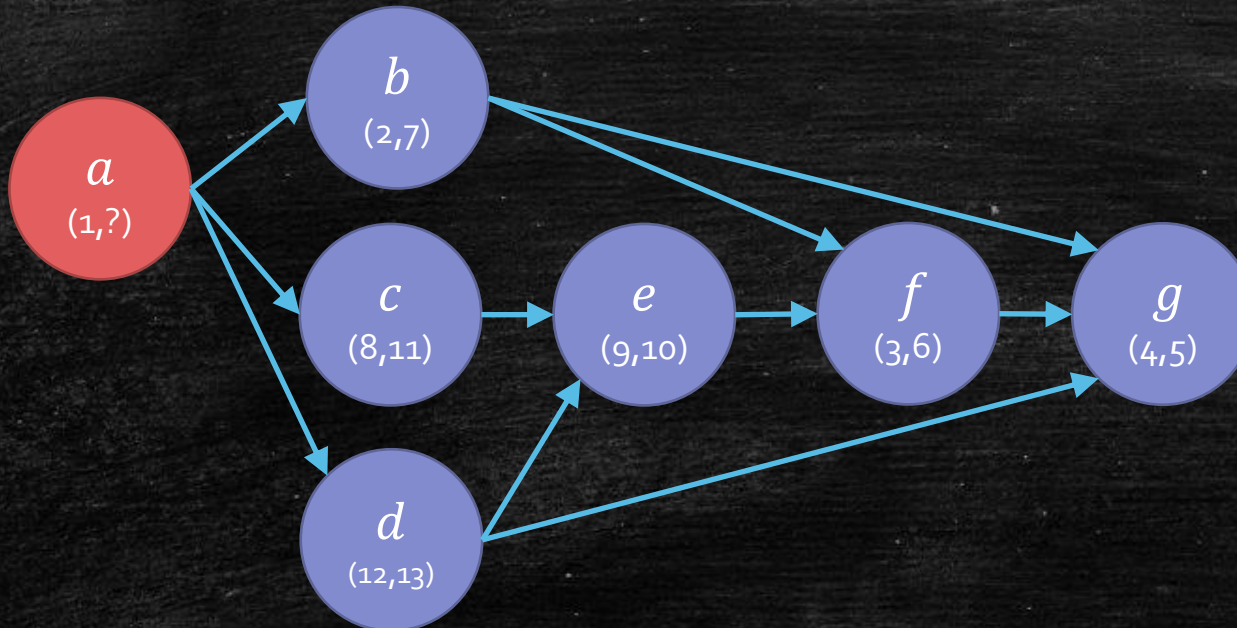 a
(1,?)
b
(2,7)
c
(8,11)
d
(12,13)
e
(9,10)
f
(3,6)
g
(4,5)